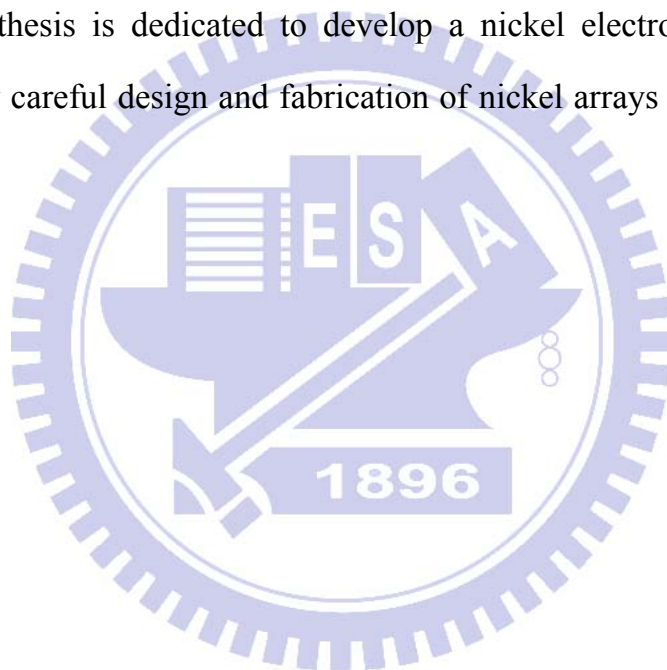 thesis is dedicated to develop a nickel electro
careful design and fabrication of nickel arrays
E S A
1896